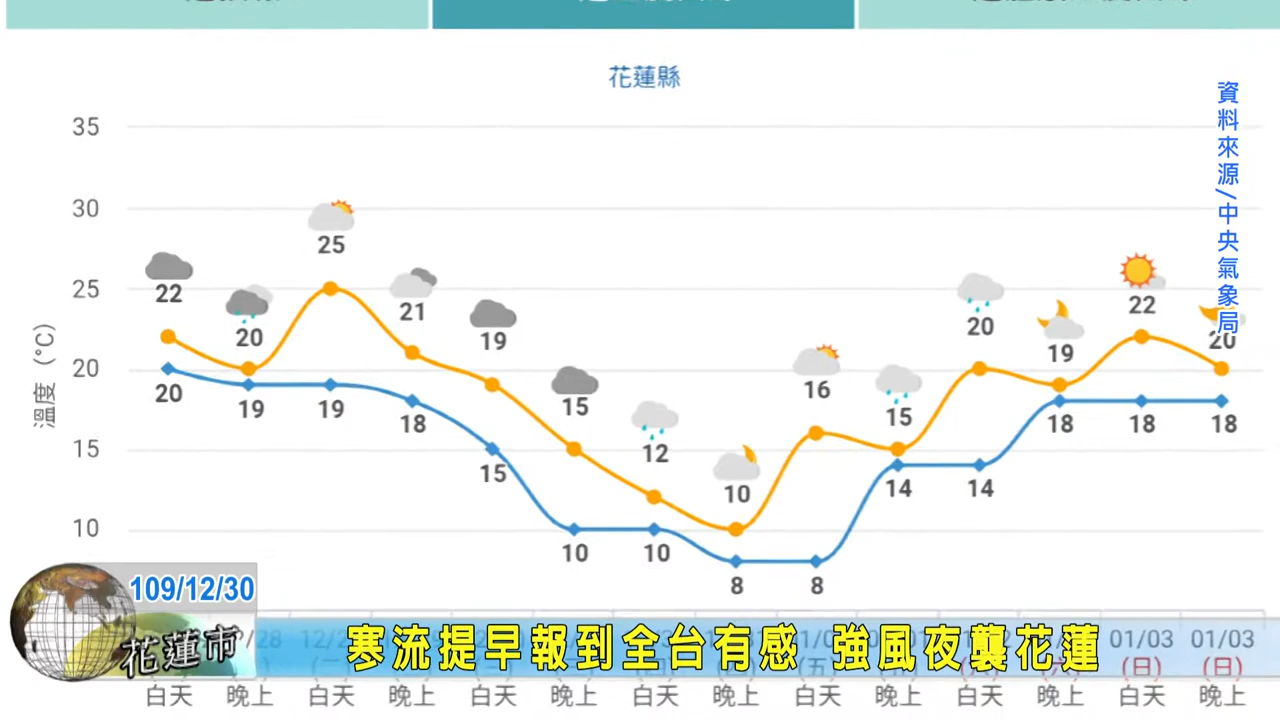 花蓮縣
資料來源/中央氣象局
溫度 (°C)
35
30
25
20
15
10
22 20 25 21 19 15 12 10 16 15 20 19 22 20
20 19 19 18 15 10 10 8 8 14 14 18 18 18
109/12/30
花蓮市
寒流提早報到全台有感 強風夜襲花蓮
01/03 01/03
(日) (日)
白天 晚上 白天 晚上 白天 晚上 白天 晚上 白天 晚上 白天 晚上 白天 晚上